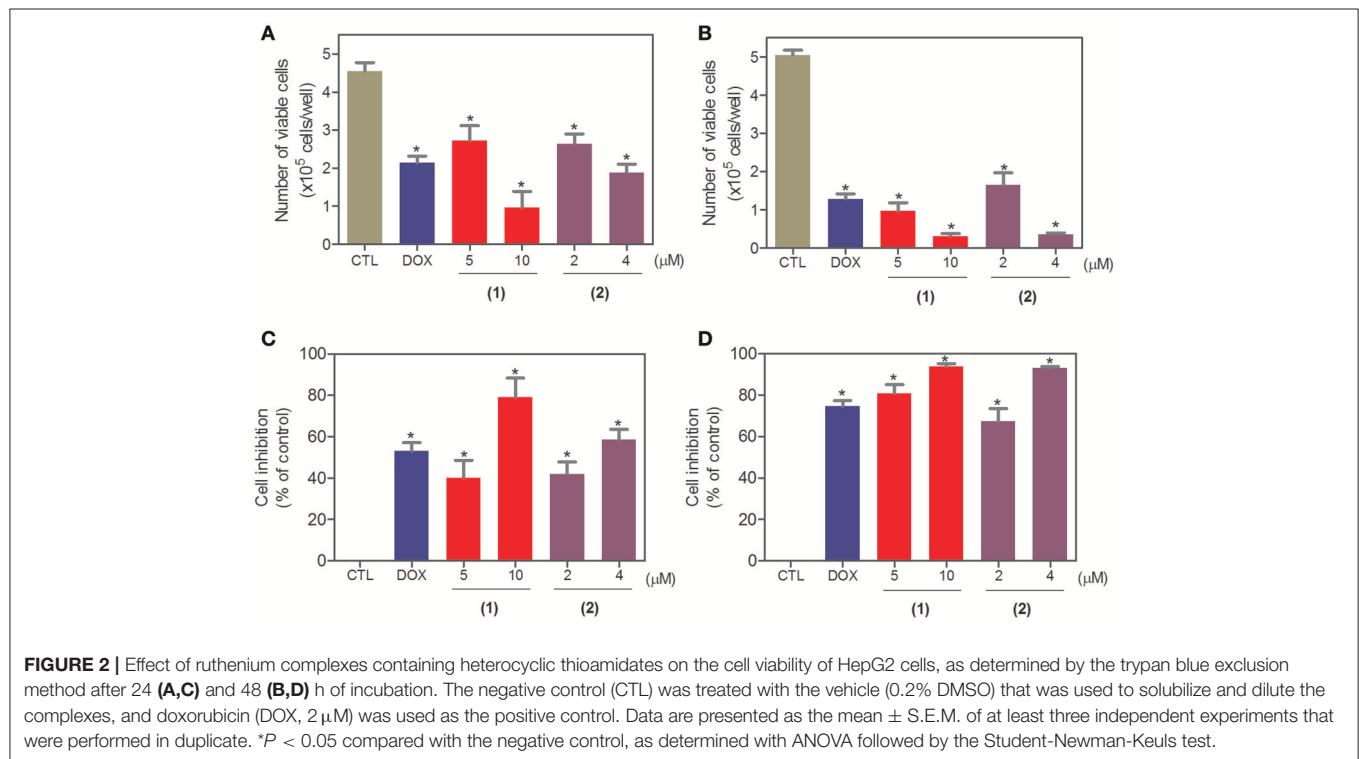 A
Number of viable cells
(x10⁵ cells/well)
5
4
3
2
1
0
* * * * *
CTL DOX 5 10 2 4 (μM)
(1) (2)
B
Number of viable cells
(x10⁵ cells/well)
5
4
3
2
1
0
* * * * *
CTL DOX 5 10 2 4 (μM)
(1) (2)
C
Cell inhibition
(% of control)
100
80
60
40
20
0
* * * * *
CTL DOX 5 10 2 4 (μM)
(1) (2)
D
Cell inhibition
(% of control)
100
80
60
40
20
0
* * * * *
CTL DOX 5 10 2 4 (μM)
(1) (2)
FIGURE 2 | Effect of ruthenium complexes containing heterocyclic thioamidates on the cell viability of HepG2 cells, as determined by the trypan blue exclusion
method after 24 (A,C) and 48 (B,D) h of incubation. The negative control (CTL) was treated with the vehicle (0.2% DMSO) that was used to solubilize and dilute the
complexes, and doxorubicin (DOX, 2 μM) was used as the positive control. Data are presented as the mean ± S.E.M. of at least three independent experiments that
were performed in duplicate. *P < 0.05 compared with the negative control, as determined with ANOVA followed by the Student-Newman-Keuls test.